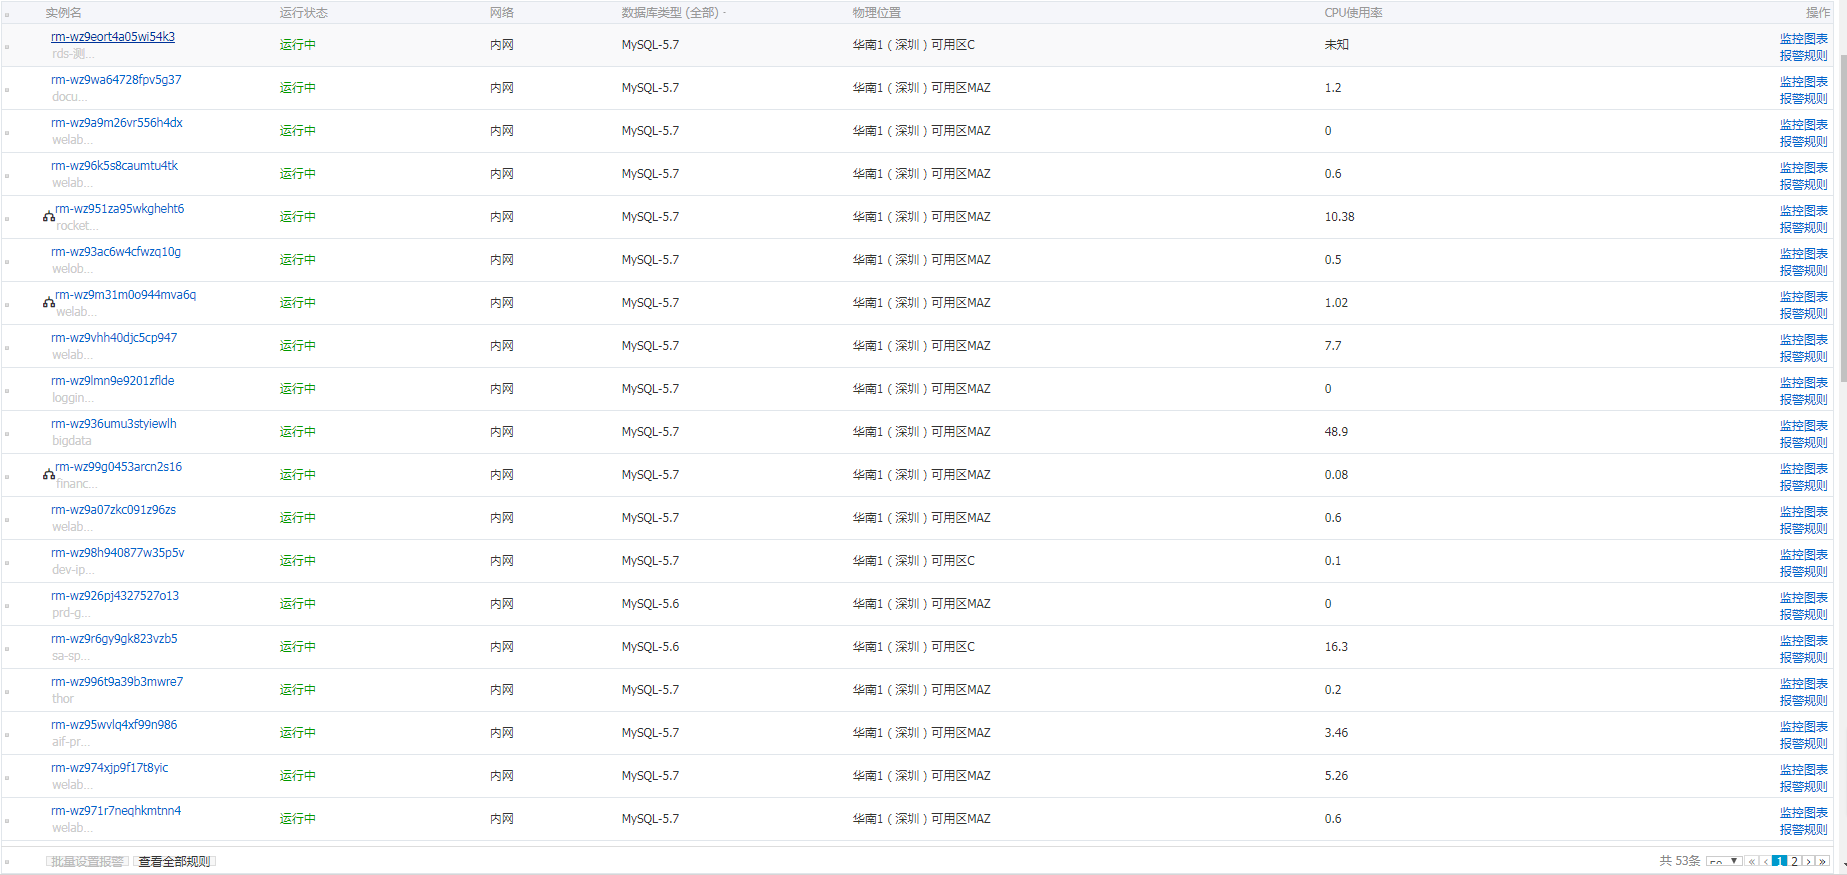 实例名 运行状态 网络 数据库类型 (全部) 物理位置 CPU使用率 操作
rm-wz9eort4a05wi54k3 运行中 内网 MySQL-5.7 华南1（深圳）可用区C 未知 监控图表
rds-测... 报警规则
rm-wz9wa64728fpv5g37 运行中 内网 MySQL-5.7 华南1（深圳）可用区MAZ 1.2 监控图表
docu... 报警规则
rm-wz9a9m26vr556h4dx 运行中 内网 MySQL-5.7 华南1（深圳）可用区MAZ 0 监控图表
welab... 报警规则
rm-wz96k5s8caumtu4tk 运行中 内网 MySQL-5.7 华南1（深圳）可用区MAZ 0.6 监控图表
welab... 报警规则
rm-wz951za95wkgheht6 运行中 内网 MySQL-5.7 华南1（深圳）可用区MAZ 10.38 监控图表
rocket... 报警规则
rm-wz93ac6w4cfwzq10g 运行中 内网 MySQL-5.7 华南1（深圳）可用区MAZ 0.5 监控图表
welob... 报警规则
rm-wz9m31m0o944mva6q 运行中 内网 MySQL-5.7 华南1（深圳）可用区MAZ 1.02 监控图表
welab... 报警规则
rm-wz9vhh40djc5cp947 运行中 内网 MySQL-5.7 华南1（深圳）可用区MAZ 7.7 监控图表
welab... 报警规则
rm-wz9lmn9e9201zflde 运行中 内网 MySQL-5.7 华南1（深圳）可用区MAZ 0 监控图表
loggin... 报警规则
rm-wz936umu3styiewlh 运行中 内网 MySQL-5.7 华南1（深圳）可用区MAZ 48.9 监控图表
bigdata 报警规则
rm-wz99g0453arcn2s16 运行中 内网 MySQL-5.7 华南1（深圳）可用区MAZ 0.08 监控图表
financ... 报警规则
rm-wz9a07zkc091z96zs 运行中 内网 MySQL-5.7 华南1（深圳）可用区MAZ 0.6 监控图表
welab... 报警规则
rm-wz98h940877w35p5v 运行中 内网 MySQL-5.7 华南1（深圳）可用区C 0.1 监控图表
dev-ip... 报警规则
rm-wz926pj4327527o13 运行中 内网 MySQL-5.6 华南1（深圳）可用区MAZ 0 监控图表
prd-g... 报警规则
rm-wz9r6gy9gk823vzb5 运行中 内网 MySQL-5.6 华南1（深圳）可用区C 16.3 监控图表
sa-sp... 报警规则
rm-wz996t9a39b3mwre7 运行中 内网 MySQL-5.7 华南1（深圳）可用区MAZ 0.2 监控图表
thor 报警规则
rm-wz95wvlq4xf99n986 运行中 内网 MySQL-5.7 华南1（深圳）可用区MAZ 3.46 监控图表
aif-pr... 报警规则
rm-wz974xjp9f17t8yic 运行中 内网 MySQL-5.7 华南1（深圳）可用区MAZ 5.26 监控图表
welab... 报警规则
rm-wz971r7neqhkmtnn4 运行中 内网 MySQL-5.7 华南1（深圳）可用区MAZ 0.6 监控图表
welab... 报警规则
批量设置报警 查看全部规则 共 53条 « ‹ 1 2 › »